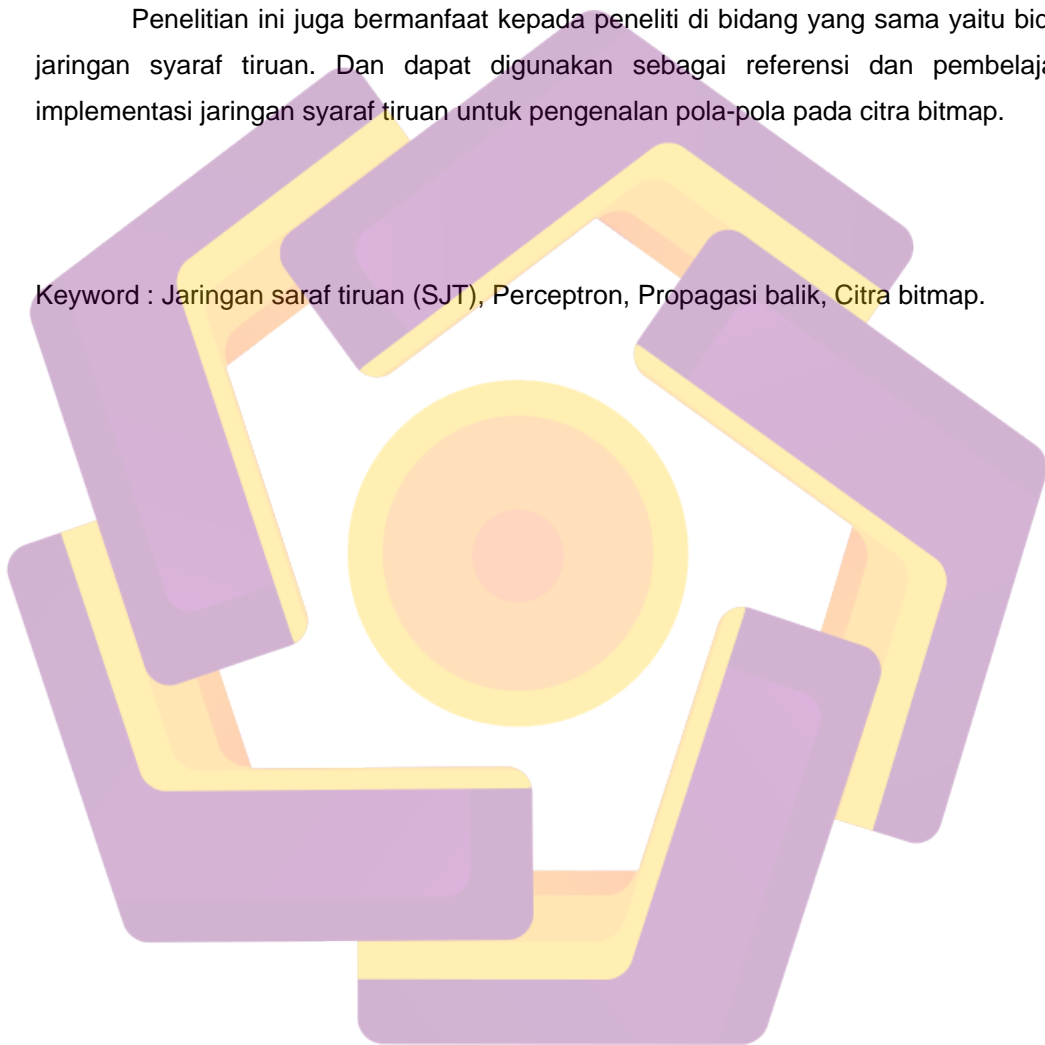 Penelitian ini juga bermanfaat kepada peneliti di bidang yang sama yaitu
jaringan syaraf tiruan. Dan dapat digunakan sebagai referensi dan
implementasi jaringan syaraf tiruan untuk pengenalan pola-pola pada citra bitmap.
Keyword : Jaringan saraf tiruan (SJT), Perceptron, Propagasi balik, Citra bitmap.